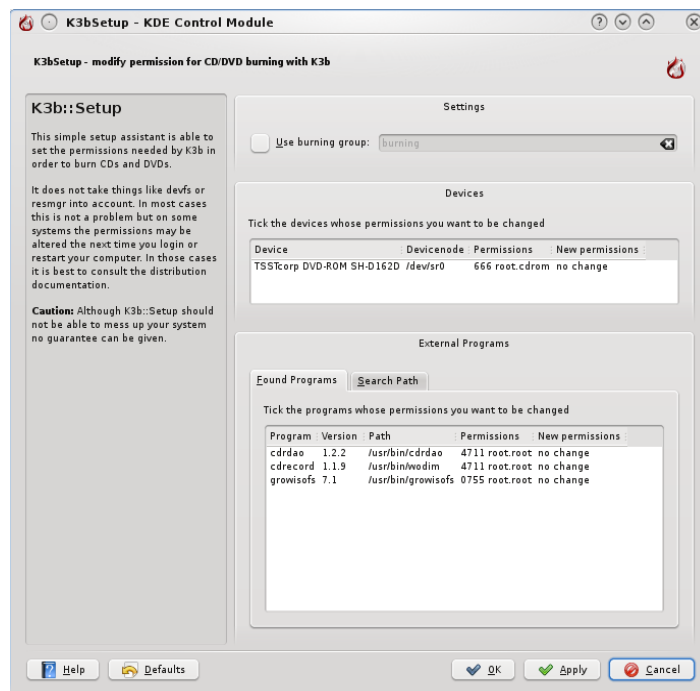 K3bSetup - KDE Control Module
K3bSetup - modify permission for CD/DVD burning with K3b
K3b::Setup
This simple setup assistant is able to
set the permissions needed by K3b in
order to burn CDs and DVDs.
It does not take things like devfs or
resmgr into account. In most cases
this is not a problem but on some
systems the permissions may be
altered the next time you login or
restart your computer. In those cases
it is best to consult the distribution
documentation.
Caution: Although K3b::Setup should
not be able to mess up your system
no guarantee can be given.
Settings
Use burning group: burning
Devices
Tick the devices whose permissions you want to be changed
Device Devicenode Permissions New permissions
TSSTcorp DVD-ROM SH-D162D /dev/sr0 666 root.cdrom no change
External Programs
Found Programs Search Path
Tick the programs whose permissions you want to be changed
Program Version Path Permissions New permissions
cdrdao 1.2.2 /usr/bin/cdrdao 4711 root.root no change
cdrecord 1.1.9 /usr/bin/wodim 4711 root.root no change
growisofs 7.1 /usr/bin/growisofs 0755 root.root no change
Help Defaults OK Apply Cancel